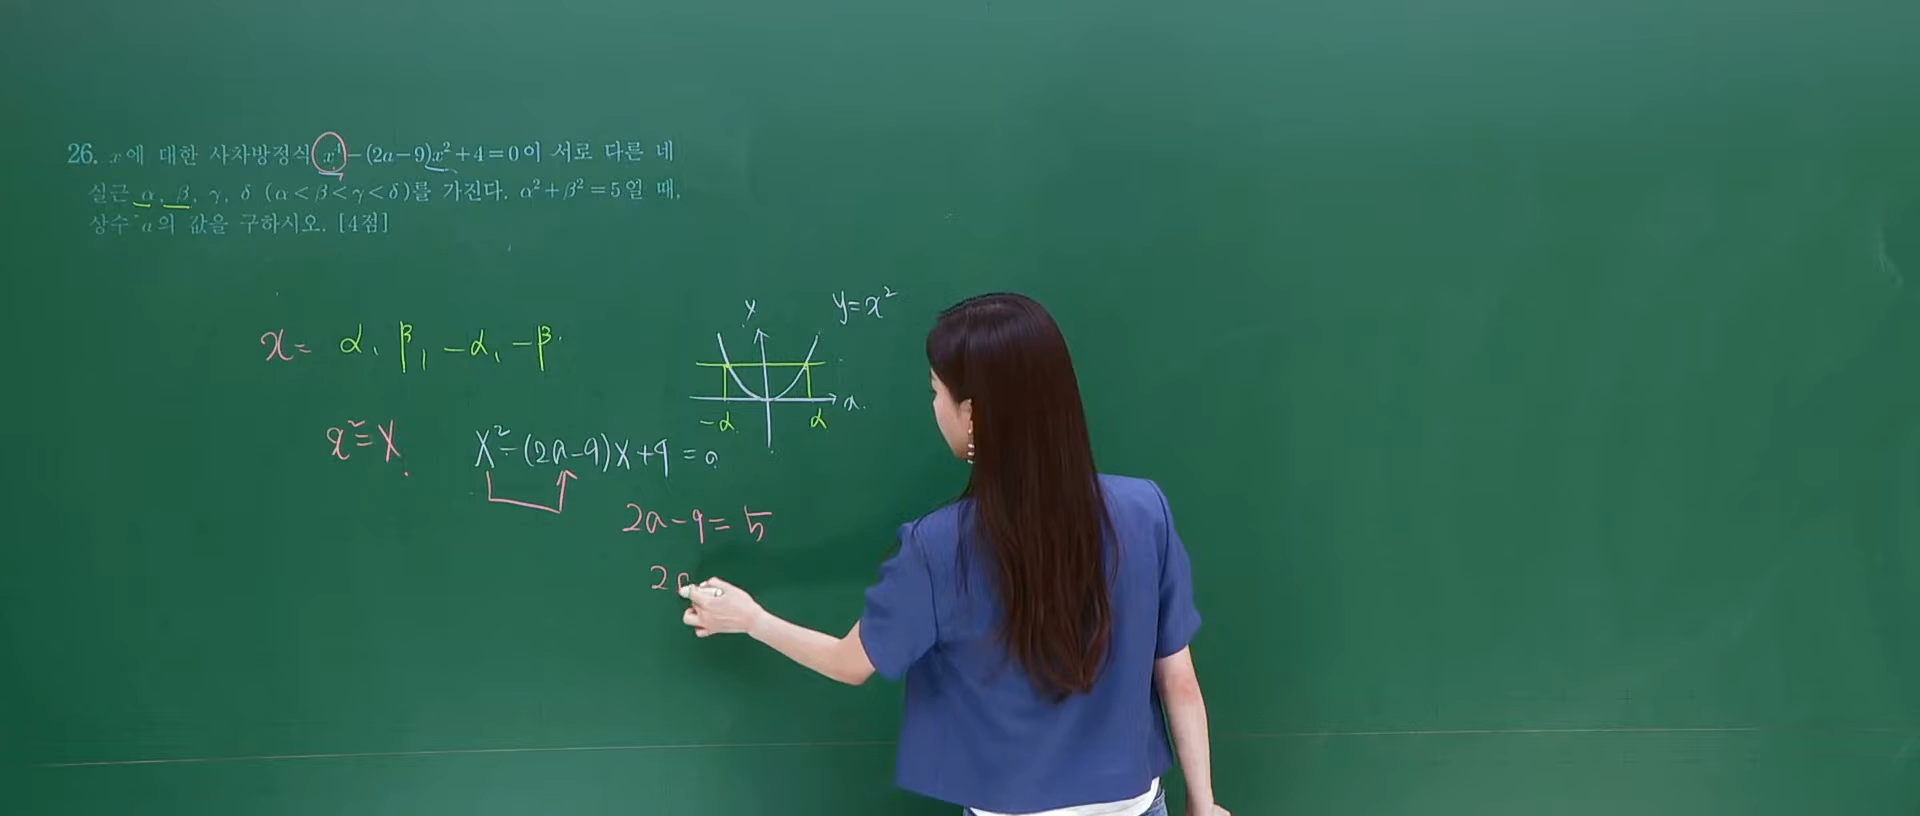 26. x에 대한 사차방정식 x⁴-(2a-9)x²+4=0이 서로 다른 네
실근 α, β, γ, δ (α<β<γ<δ)를 가진다. α²+β²=5일 때,
상수 a의 값을 구하시오. [4점]
y
y=x²
x= α, β, -α, -β
x
-α
α
x²=X
X²-(2a-9)X+4=0
2a-9=5
2a